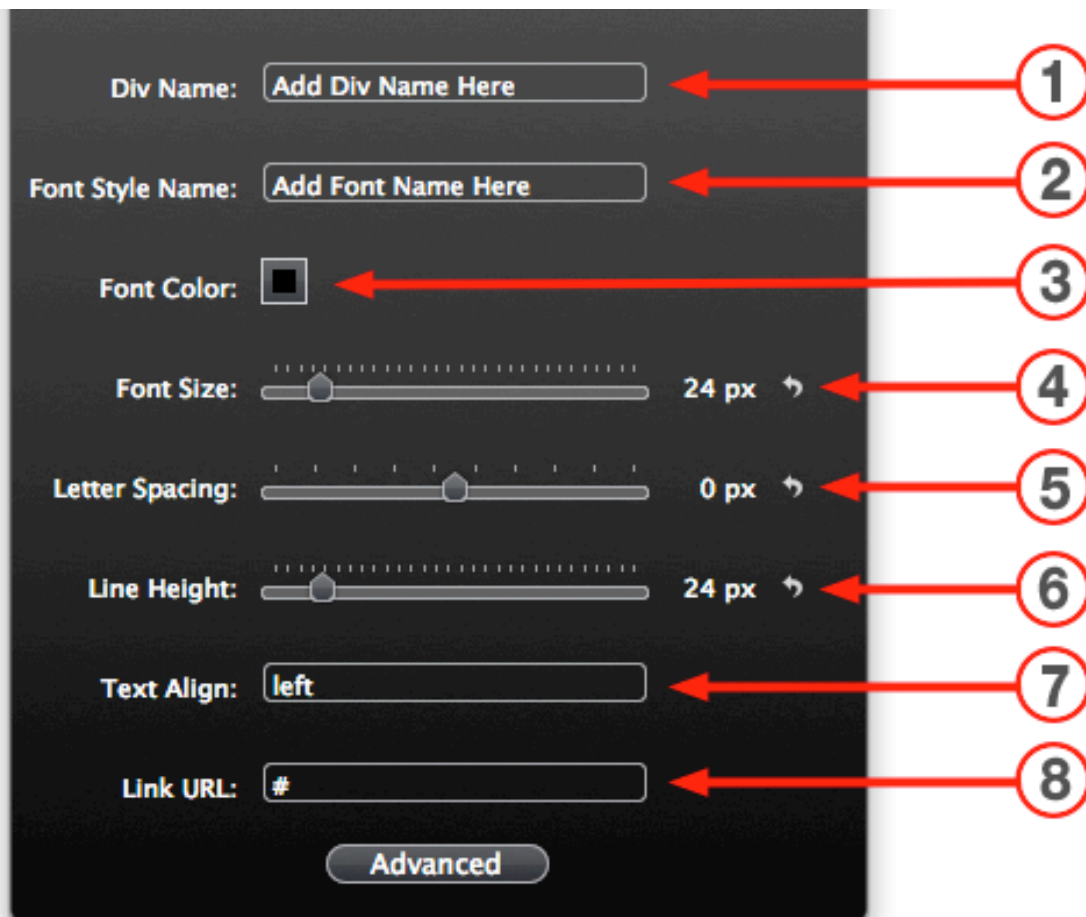 Div Name: Add Div Name Here 1
Font Style Name: Add Font Name Here 2
Font Color: 3
Font Size: 24 px 4
Letter Spacing: 0 px 5
Line Height: 24 px 6
Text Align: left 7
Link URL: # 8
Advanced